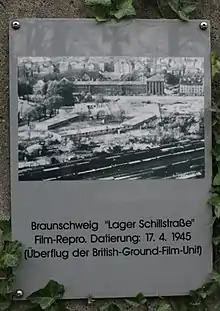 Braunschweig "Lager Schillstraße"
Film-Repro. Datierung: 17. 4. 1945
(Überflug der British-Ground-Film-Unit)